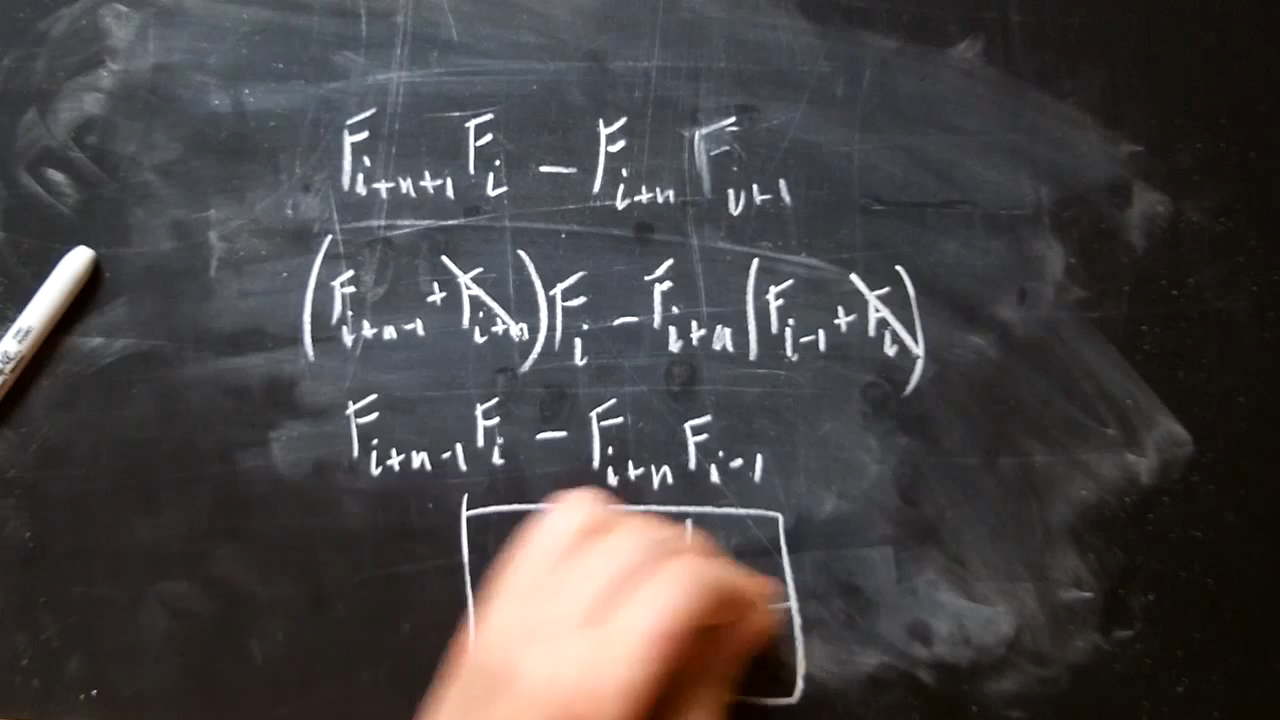 F_{i+n+1} F_i - F_{i+n} F_{i+1}
(F_{i+n-1} + F_{i+n}) F_i - F_{i+n} (F_{i-1} + F_i)
F_{i+n-1} F_i - F_{i+n} F_{i-1}